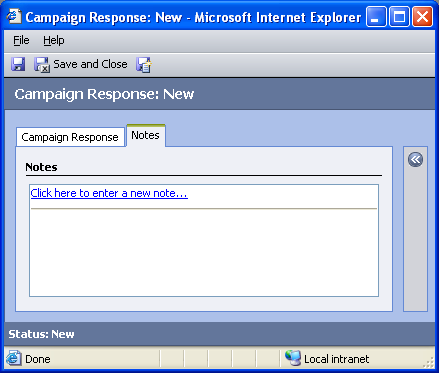 Campaign Response: New - Microsoft Internet Explorer
File Help
Save and Close
Campaign Response: New
Campaign Response Notes
Notes
Click here to enter a new note...
Status: New
Done Local intranet